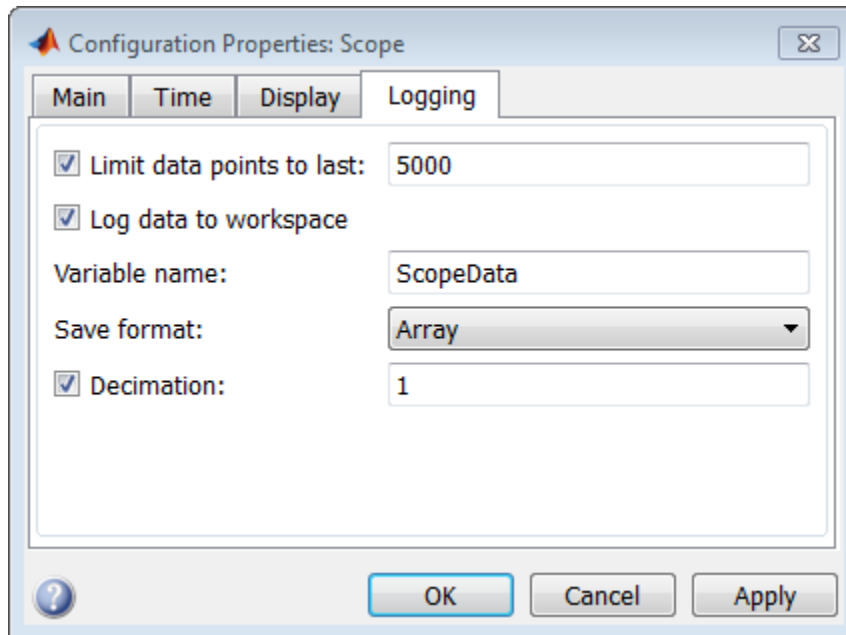 Configuration Properties: Scope
Main Time Display Logging
Limit data points to last: 5000
Log data to workspace
Variable name: ScopeData
Save format: Array
Decimation: 1
? OK Cancel Apply